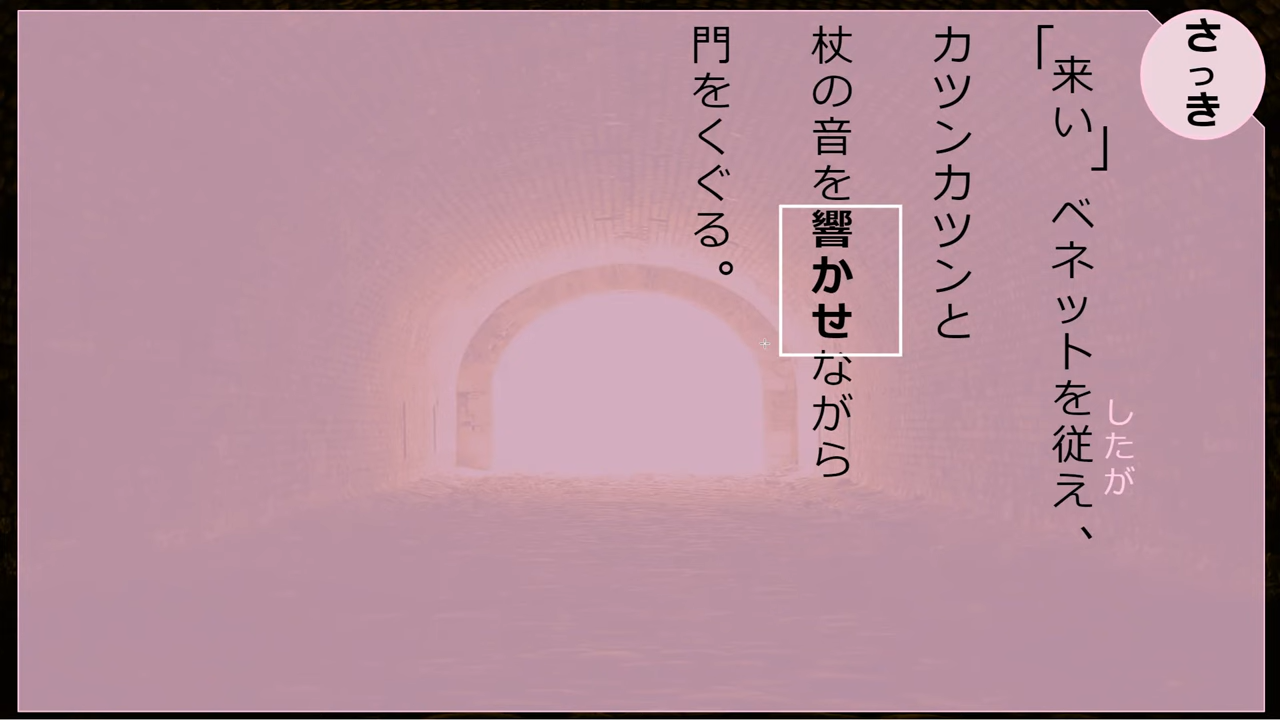 さっき
「来い」ベネットを従え、
したが
カツンカツンと
杖の音を響かせながら
門をくぐる。